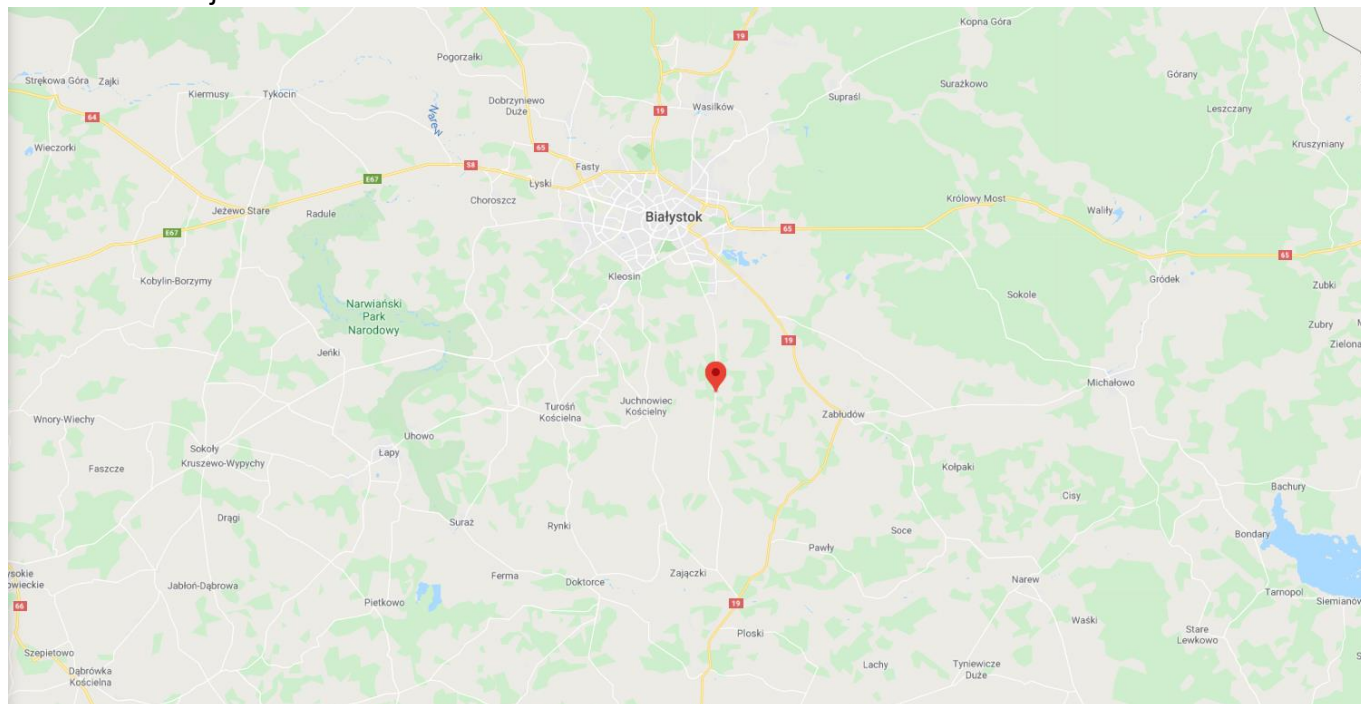 Kopna Góra
19
Pogorzałki
Strękowa Góra
Zajki
Kiermusy
Tykocin
Narew
Dobrzyniewo
Duże
Wasilków
Supraśl
Surażkowo
Górany
Leszczany
19
64
Wieczorki
65
Kruszyniany
S8
Fasty
E67
Łyski
Choroszcz
Jeżewo Stare
Radule
Białystok
Królowy Most
Waliły
E67
65
65
Kobylin-Borzymy
Kleosin
Gródek
Zubki
Sokole
Narwiański
Park
Narodowy
Zubry
Zielona
19
Jeńki
Michałowo
Turośń
Kościelna
Juchnowiec
Kościelny
Zabłudów
Wnory-Wiechy
Uhowo
Sokoły
Łapy
Kruszewo-Wypychy
Faszcze
Kołpaki
Cisy
Bachury
Drągi
Suraż
Rynki
Soce
Bondary
Pawły
Ferma
Doktorce
Zajączki
Narew
Jabłoń-Dąbrowa
Pietkowo
Tarnopol
66
19
Waśki
Ploski
Stare
Lewkowo
Szepietowo
Dąbrówka
Kościelna
Lachy
Tyniewicze
Duże